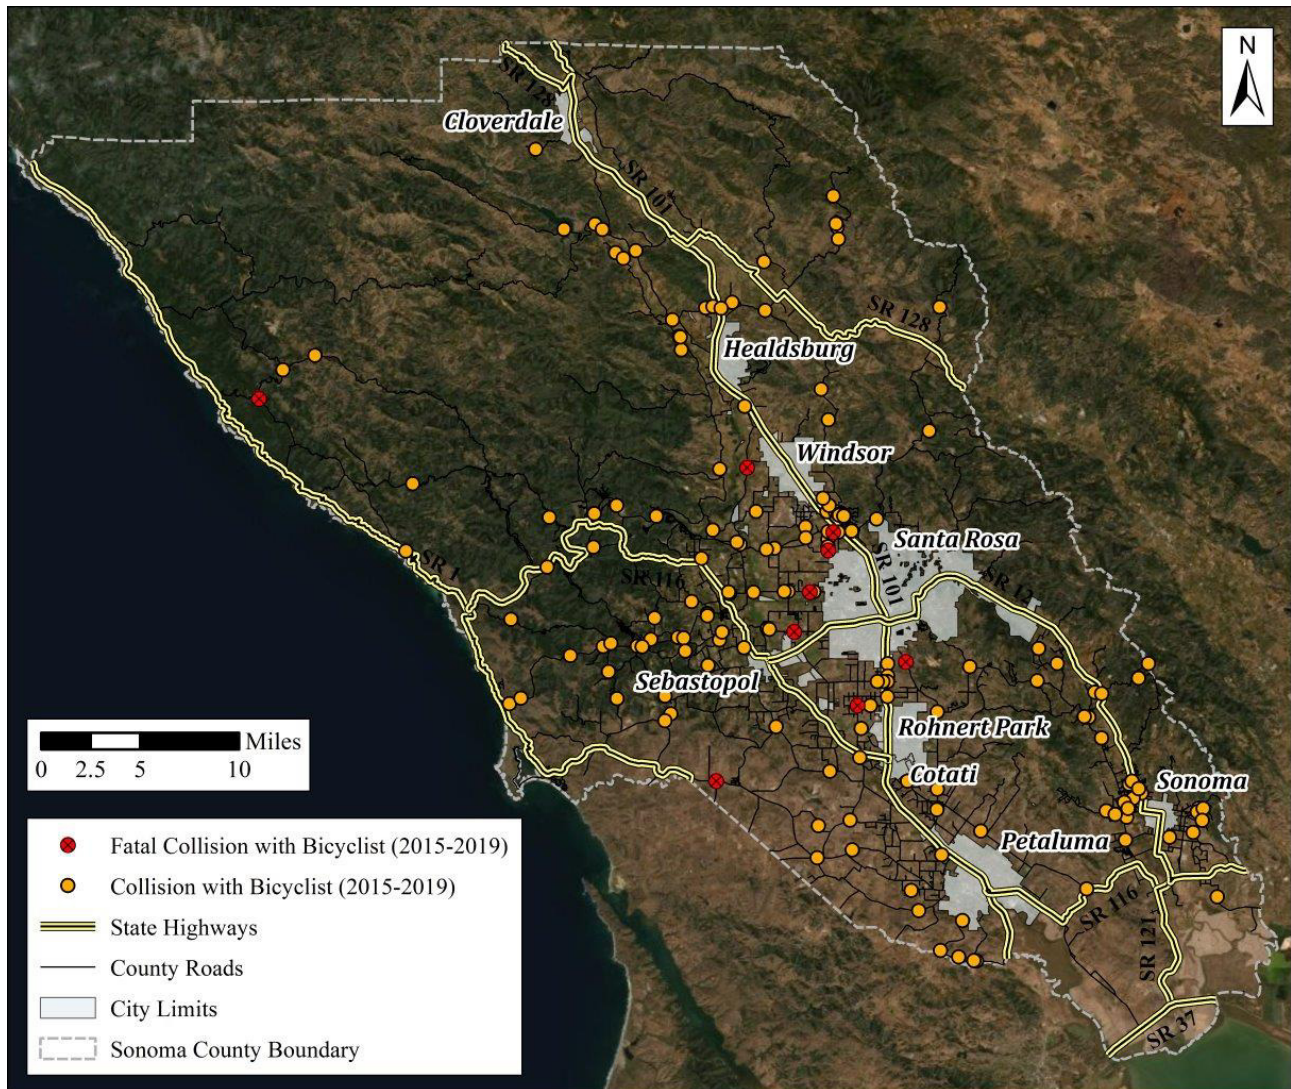 N
SR 128
Cloverdale
SR 101
SR 128
Healdsburg
Windsor
Santa Rosa
SR 101
SR 1
SR 116
SR 12
Sebastopol
Rohnert Park
Cotati
Sonoma
Petaluma
SR 116
SR 121
SR 37
Miles
0 2.5 5 10
Fatal Collision with Bicyclist (2015-2019)
Collision with Bicyclist (2015-2019)
State Highways
County Roads
City Limits
Sonoma County Boundary